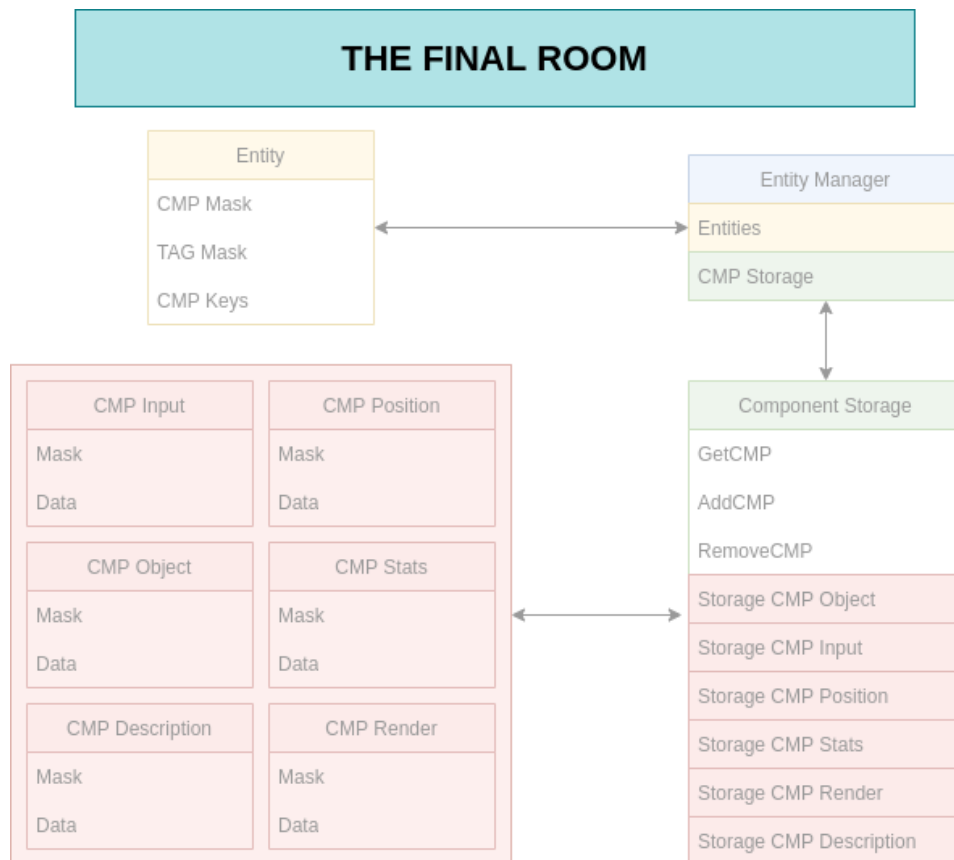 THE FINAL ROOM
Entity
CMP Mask
TAG Mask
CMP Keys
Entity Manager
Entities
CMP Storage
CMP Input
Mask
Data
CMP Position
Mask
Data
CMP Object
Mask
Data
CMP Stats
Mask
Data
CMP Description
Mask
Data
CMP Render
Mask
Data
Component Storage
GetCMP
AddCMP
RemoveCMP
Storage CMP Object
Storage CMP Input
Storage CMP Position
Storage CMP Stats
Storage CMP Render
Storage CMP Description